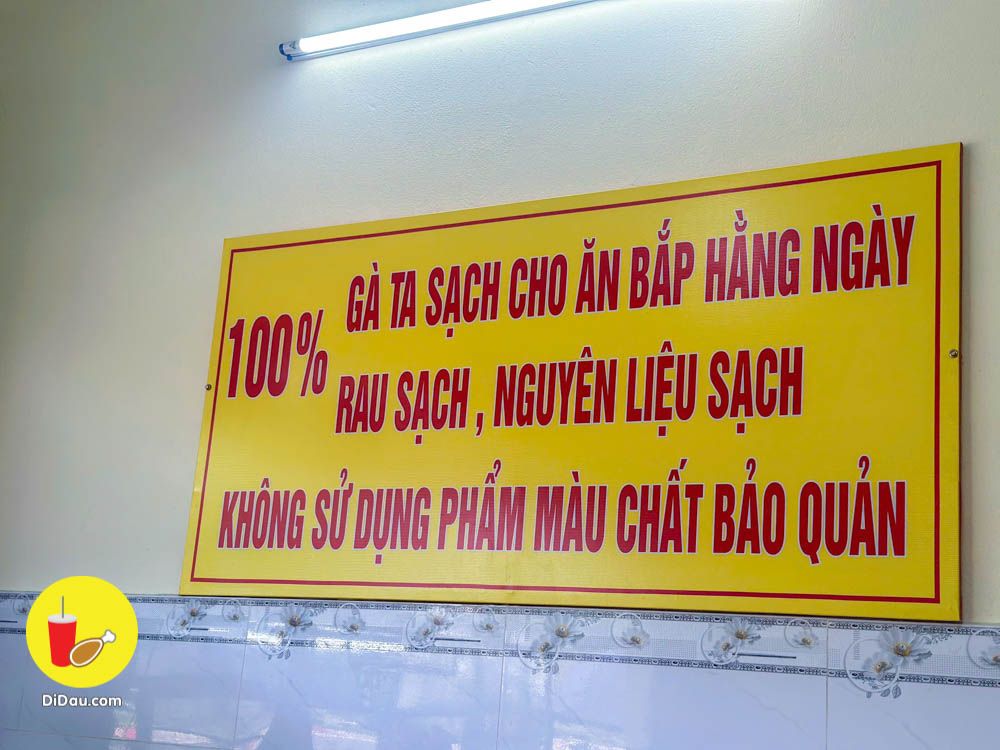 GÀ TA SẠCH CHO ĂN BẮP HẰNG NGÀY
100%
RAU SẠCH , NGUYÊN LIỆU SẠCH
KHÔNG SỬ DỤNG PHẨM MÀU CHẤT BẢO QUẢN
DiDau.com